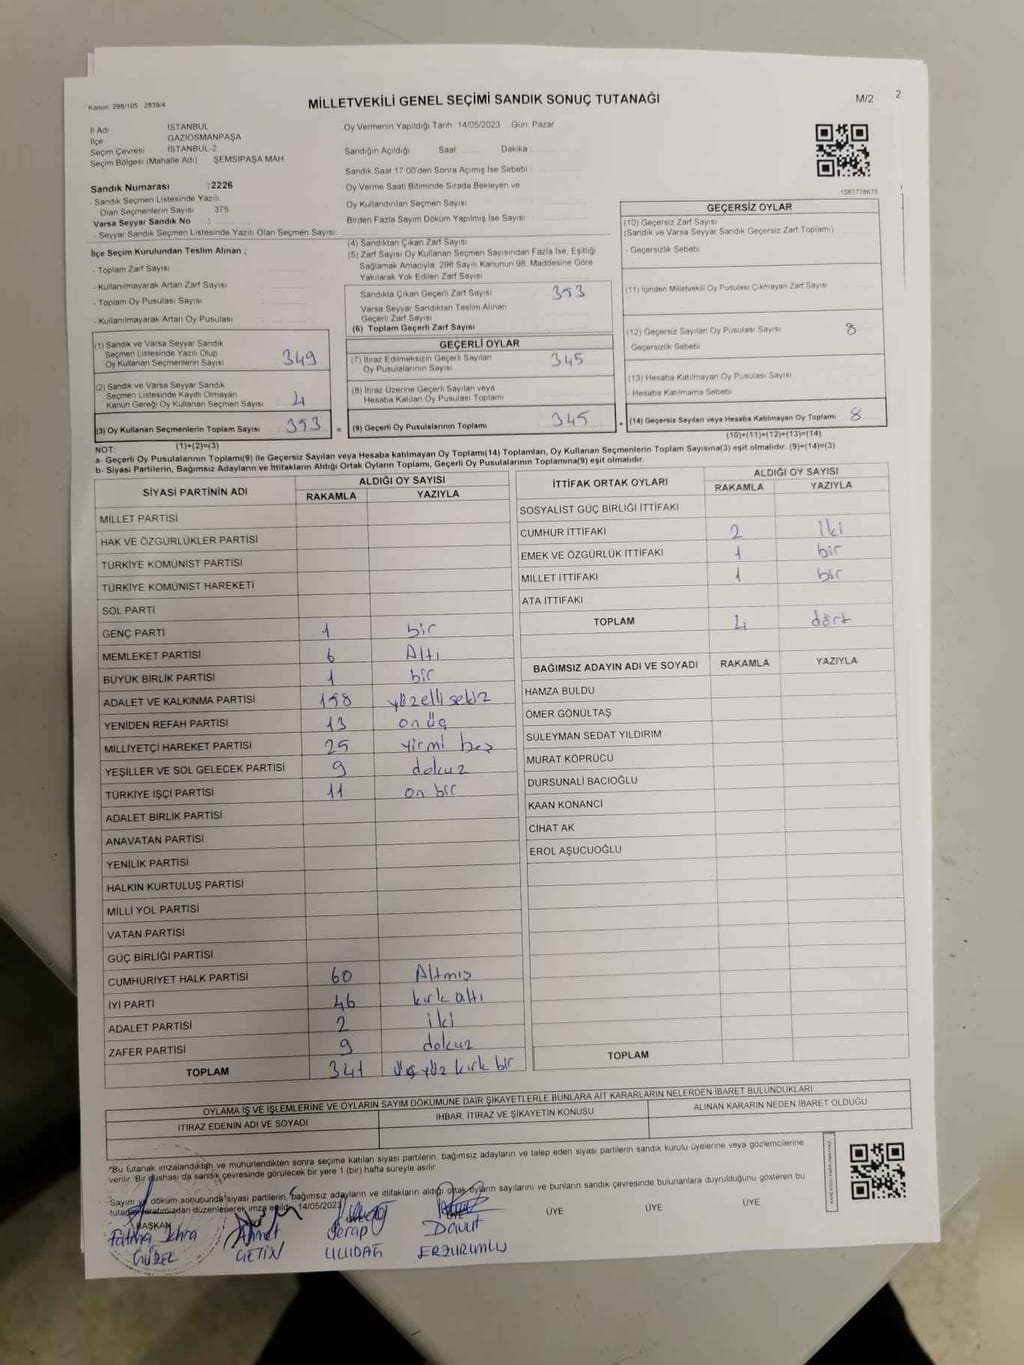 Kanun 298/105 2839/4
MİLLETVEKİLİ GENEL SEÇİMİ SANDIK SONUÇ TUTANAĞI
M/2 2
İl Adı İSTANBUL
İlçe GAZİOSMANPAŞA
Seçim Çevresi İSTANBUL-2
Seçim Bölgesi (Mahalle Adı) ŞEMSİPAŞA MAH
Sandık Numarası :2226
- Sandık Seçmen Listesinde Yazılı
Olan Seçmenlerin Sayısı : 375
Varsa Seyyar Sandık No :
- Seyyar Sandık Seçmen Listesinde Yazılı Olan Seçmen Sayısı:
Oy Vermenin Yapıldığı Tarih :14/05/2023 Gün: Pazar
Sandığın Açıldığı Saat Dakika
Sandık Saat 17:00'den Sonra Açılmış İse Sebebi
Oy Verme Saati Bitiminde Sırada Bekleyen ve
Oy Kullandırılan Seçmen Sayısı
Birden Fazla Sayım Döküm Yapılmış İse Sayısı
1081778678
İlçe Seçim Kurulundan Teslim Alınan ;
- Toplam Zarf Sayısı
- Kullanılmayarak Artan Zarf Sayısı
- Toplam Oy Pusulası Sayısı
- Kullanılmayarak Artan Oy Pusulası
(4) Sandıktan Çıkan Zarf Sayısı
(5) Zarf Sayısı Oy Kullanan Seçmen Sayısından Fazla İse, Eşitliği
Sağlamak Amacıyla, 298 Sayılı Kanunun 98. Maddesine Göre
Yakılarak Yok Edilen Zarf Sayısı
Sandıkta Çıkan Geçerli Zarf Sayısı 353
Varsa Seyyar Sandıktan Teslim Alınan
Geçerli Zarf Sayısı
(6) Toplam Geçerli Zarf Sayısı
GEÇERSİZ OYLAR
(10) Geçersiz Zarf Sayısı
(Sandık ve Varsa Seyyar Sandık Geçersiz Zarf Toplamı)
- Geçersizlik Sebebi
(11) İçinden Milletvekili Oy Pusulası Çıkmayan Zarf Sayısı
(12) Geçersiz Sayılan Oy Pusulası Sayısı 8
- Geçersizlik Sebebi
(13) Hesaba Katılmayan Oy Pusulası Sayısı
- Hesaba Katılmama Sebebi
(14) Geçersiz Sayılan veya Hesaba Katılmayan Oy Toplamı 8
(10)+(11)+(12)+(13)=(14)
(1) Sandık ve Varsa Seyyar Sandık
Seçmen Listesinde Yazılı Olup
Oy Kullanan Seçmenlerin Sayısı 349
(2) Sandık ve Varsa Seyyar Sandık
Seçmen Listesinde Kayıtlı Olmayan
Kanun Gereği Oy Kullanan Seçmen Sayısı 4
(3) Oy Kullanan Seçmenlerin Toplam Sayısı 353 =
(1)+(2)=(3)
GEÇERLİ OYLAR
(7) İtiraz Edilmeksizin Geçerli Sayılan
Oy Pusulalarının Sayısı 345
(8) İtiraz Üzerine Geçerli Sayılan veya
Hesaba Katılan Oy Pusulası Toplamı
(9) Geçerli Oy Pusulalarının Toplamı 345 +
NOT:
a- Geçerli Oy Pusulalarının Toplamı(9) ile Geçersiz Sayılan veya Hesaba katılmayan Oy Toplamı(14) Toplamları, Oy Kullanan Seçmenlerin Toplam Sayısına(3) eşit olmalıdır. (9)+(14)=(3)
b- Siyasi Partilerin, Bağımsız Adayların ve İttifakların Aldığı Ortak Oyların Toplamı, Geçerli Oy Pusulalarının Toplamına(9) eşit olmalıdır.
SİYASİ PARTİNİN ADI ALDIĞI OY SAYISI
RAKAMLA YAZIYLA
MİLLET PARTİSİ
HAK VE ÖZGÜRLÜKLER PARTİSİ
TÜRKİYE KOMÜNİST PARTİSİ
TÜRKİYE KOMÜNİST HAREKETİ
SOL PARTİ
GENÇ PARTİ 1 bir
MEMLEKET PARTİSİ 6 Altı
BÜYÜK BİRLİK PARTİSİ 1 bir
ADALET VE KALKINMA PARTİSİ 158 yüzelli sekiz
YENİDEN REFAH PARTİSİ 13 on üç
MİLLİYETÇİ HAREKET PARTİSİ 25 yirmi beş
YEŞİLLER VE SOL GELECEK PARTİSİ 9 dokuz
TÜRKİYE İŞÇİ PARTİSİ 11 on bir
ADALET BİRLİK PARTİSİ
ANAVATAN PARTİSİ
YENİLİK PARTİSİ
HALKIN KURTULUŞ PARTİSİ
MİLLİ YOL PARTİSİ
VATAN PARTİSİ
GÜÇ BİRLİĞİ PARTİSİ
CUMHURİYET HALK PARTİSİ 60 Altmış
İYİ PARTİ 46 kırk altı
ADALET PARTİSİ 2 iki
ZAFER PARTİSİ 9 dokuz
TOPLAM 341 üç yüz kırk bir
İTTİFAK ORTAK OYLARI ALDIĞI OY SAYISI
RAKAMLA YAZIYLA
SOSYALİST GÜÇ BİRLİĞİ İTTİFAKI
CUMHUR İTTİFAKI 2 iki
EMEK VE ÖZGÜRLÜK İTTİFAKI 1 bir
MİLLET İTTİFAKI 1 bir
ATA İTTİFAKI
TOPLAM 4 dört
BAĞIMSIZ ADAYIN ADI VE SOYADI RAKAMLA YAZIYLA
HAMZA BULDU
ÖMER GÖNÜLTAŞ
SÜLEYMAN SEDAT YILDIRIM
MURAT KÖPRÜCÜ
DURSUNALİ BACIOĞLU
KAAN KONANCİ
CİHAT AK
EROL AŞUCUOĞLU
TOPLAM
OYLAMA İŞ VE İŞLEMLERİNE VE OYLARIN SAYIM DÖKÜMÜNE DAİR ŞİKAYETLERLE BUNLARA AİT KARARLARIN NELERDEN İBARET BULUNDUKLARI
İTİRAZ EDENİN ADI VE SOYADI İHBAR, İTİRAZ VE ŞİKAYETİN KONUSU ALINAN KARARIN NEDEN İBARET OLDUĞU
*Bu tutanak imzalandıktan ve mühürlendikten sonra seçime katılan siyasi partilerin, bağımsız adayların ve talep eden siyasi partilerin sandık kurulu üyelerine veya gözlemcilerine
verilir. Bir nüshası da sandık çevresinde görülecek bir yere 1 (bir) hafta süreyle asılır.
Sayım ve döküm sonucunda siyasi partilerin, bağımsız adayların ve ittifakların aldığı ortak oyların sayılarını ve bunların sandık çevresinde bulunanlara duyurulduğunu gösteren bu
tutanak tarafımızdan düzenlenerek imza edildi. 14/05/2023
BAŞKAN ÜYE ÜYE ÜYE
Fatma Zehra Ahmet Serap Davut
GÜZEL ÇETİN ULUDAĞ ERZURUMLU